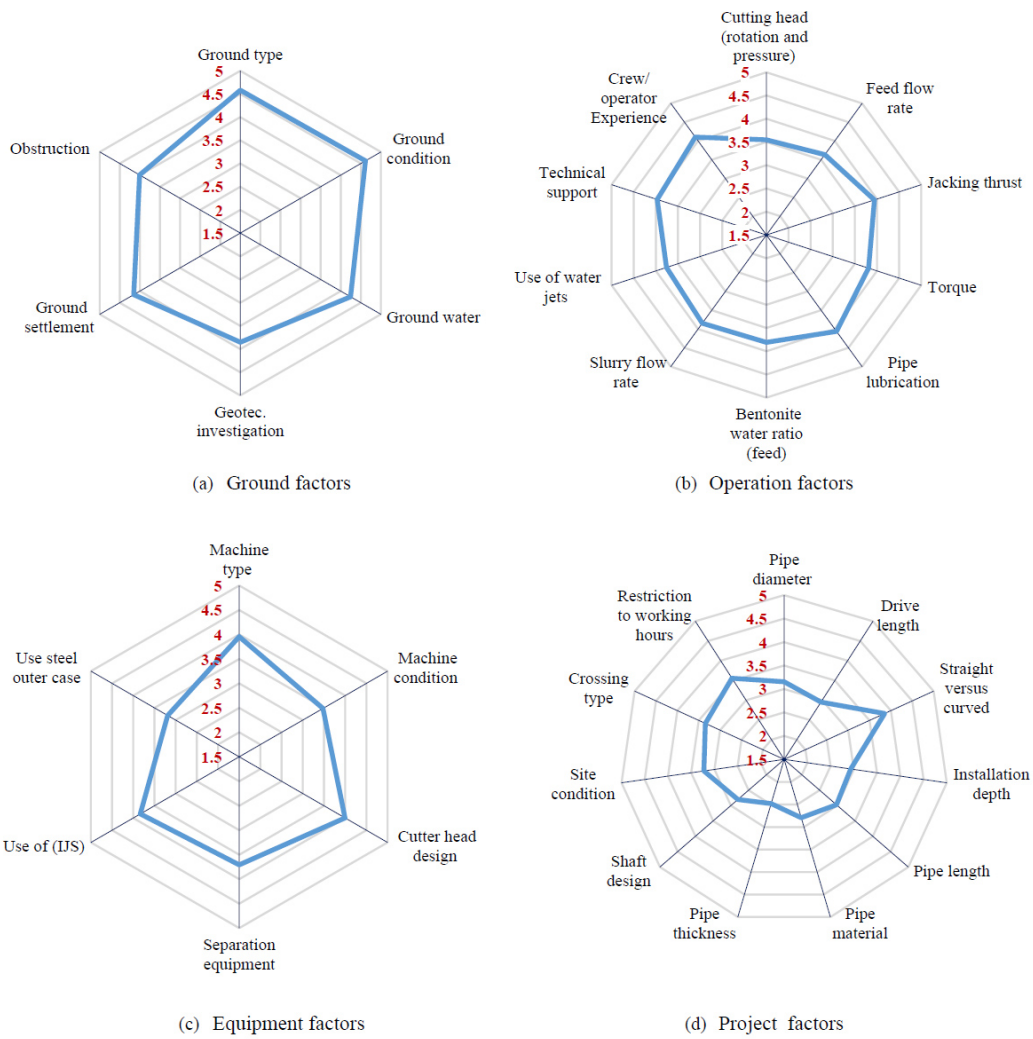 Ground type
5
4.5
4
3.5
3
2.5
2
1.5
Ground
condition
Ground water
Geotec.
investigation
Ground
settlement
Obstruction
(a) Ground factors
Cutting head
(rotation and
pressure)
5
4.5
4
3.5
3
2.5
2
1.5
Feed flow
rate
Jacking thrust
Torque
Pipe
lubrication
Bentonite
water ratio
(feed)
Slurry flow
rate
Use of water
jets
Technical
support
Crew/
operator
Experience
(b) Operation factors
Machine
type
5
4.5
4
3.5
3
2.5
2
1.5
Machine
condition
Cutter head
design
Separation
equipment
Use of (IJS)
Use steel
outer case
(c) Equipment factors
Pipe
diameter
5
4.5
4
3.5
3
2.5
2
1.5
Drive
length
Straight
versus
curved
Installation
depth
Pipe length
Pipe
material
Pipe
thickness
Shaft
design
Site
condition
Crossing
type
Restriction
to working
hours
(d) Project factors